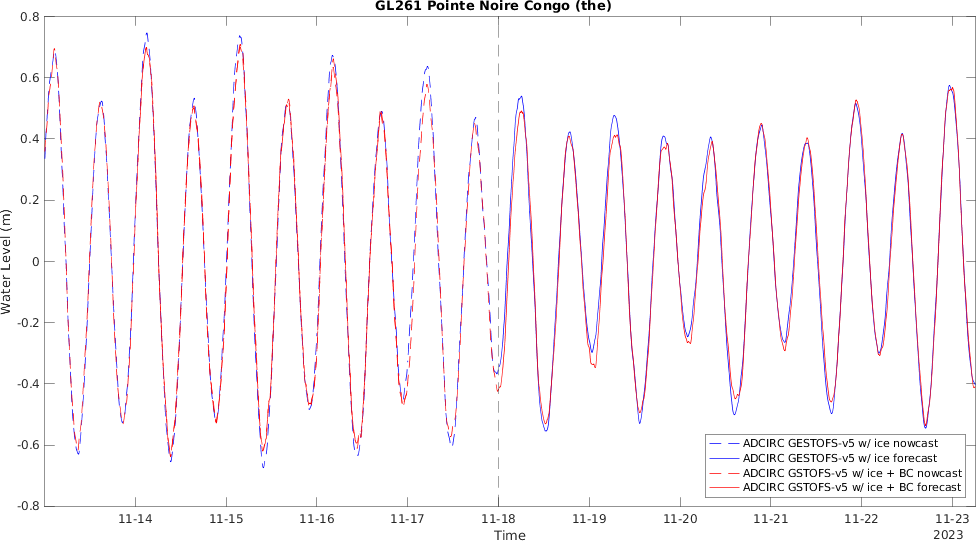 GL261 Pointe Noire Congo (the)
0.8
0.6
0.4
0.2
0
-0.2
-0.4
-0.6
-0.8
Water Level (m)
11-14 11-15 11-16 11-17 11-18 11-19 11-20 11-21 11-22 11-23
2023
Time
ADCIRC GESTOFS-v5 w/ ice nowcast
ADCIRC GESTOFS-v5 w/ ice forecast
ADCIRC GSTOFS-v5 w/ ice + BC nowcast
ADCIRC GSTOFS-v5 w/ ice + BC forecast